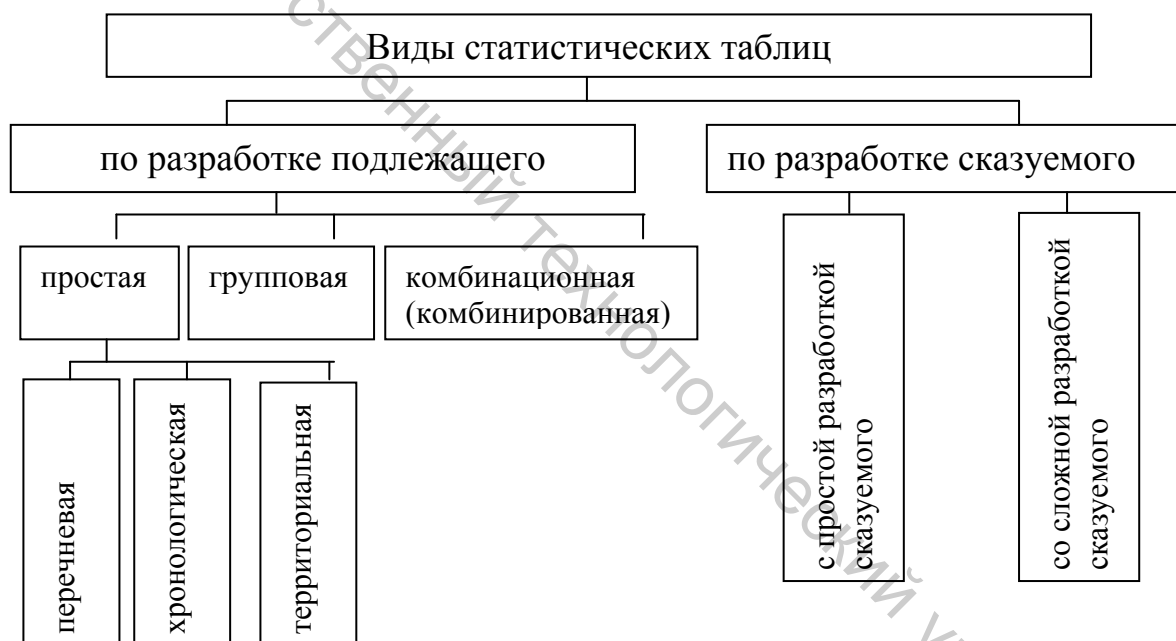 Виды статистических таблиц
по разработке подлежащего
по разработке сказуемого
простая
групповая
комбинационная
(комбинированная)
перечневая
хронологическая
территориальная
с простой разработкой
сказуемого
со сложной разработкой
сказуемого
ственный технологический у